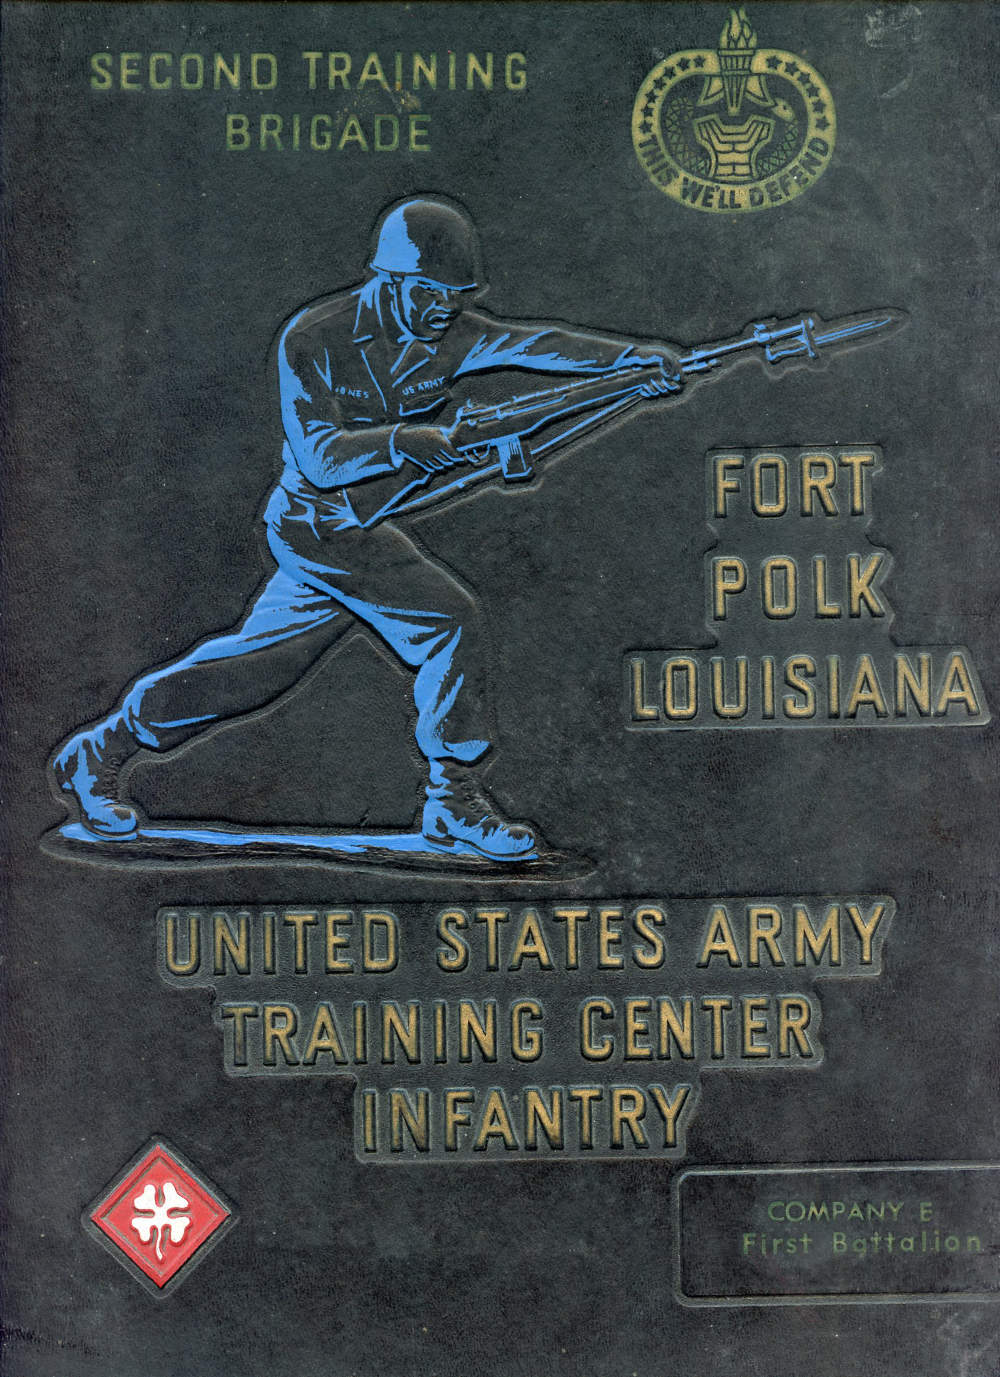 SECOND TRAINING
BRIGADE
THIS WE'LL DEFEND
JONES
US ARMY
FORT
POLK
LOUISIANA
UNITED STATES ARMY
TRAINING CENTER
INFANTRY
COMPANY E
First Battalion